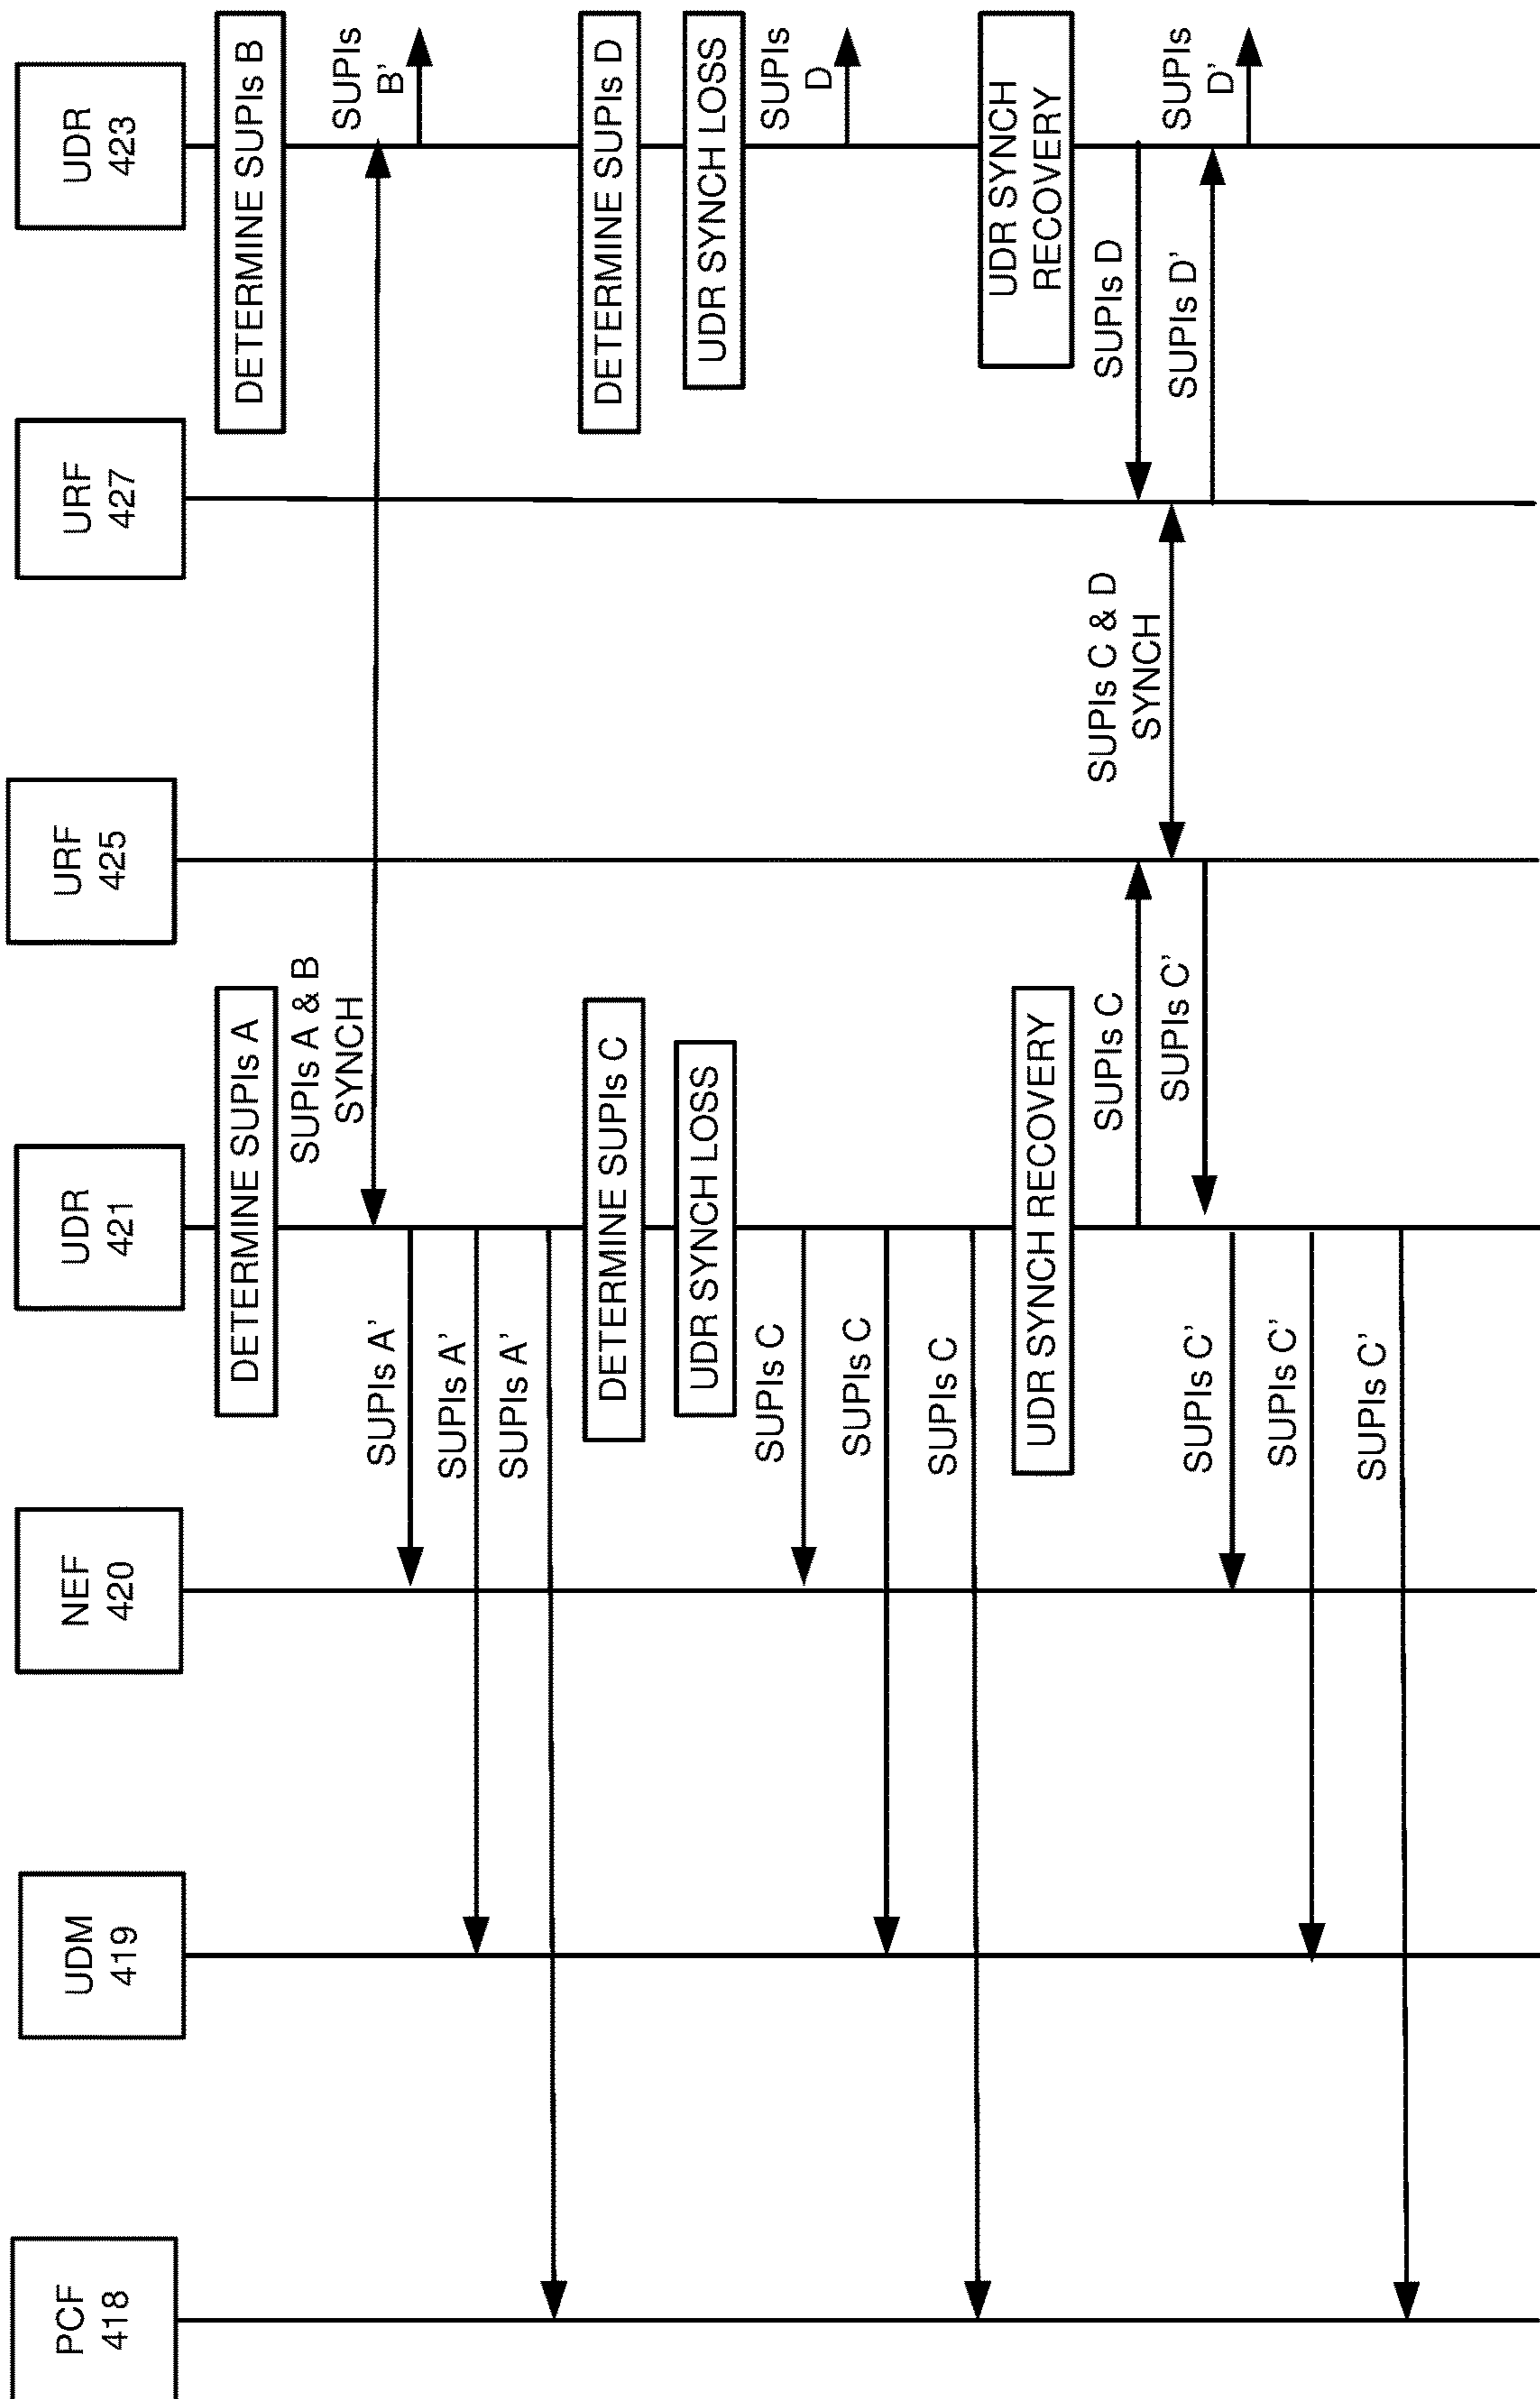 PCF
418
UDM
419
NEF
420
UDR
421
URF
425
URF
427
UDR
423
DETERMINE SUPIs A
DETERMINE SUPIs B
SUPIs A & B
SYNCH
SUPIs
B'
SUPIs A'
SUPIs A'
SUPIs A'
DETERMINE SUPIs C
DETERMINE SUPIs D
UDR SYNCH LOSS
UDR SYNCH LOSS
SUPIs C
SUPIs
D
SUPIs C
SUPIs C
UDR SYNCH RECOVERY
UDR SYNCH
RECOVERY
SUPIs C
SUPIs C & D
SYNCH
SUPIs D
SUPIs C'
SUPIs D'
SUPIs
D'
SUPIs C'
SUPIs C'
SUPIs C'